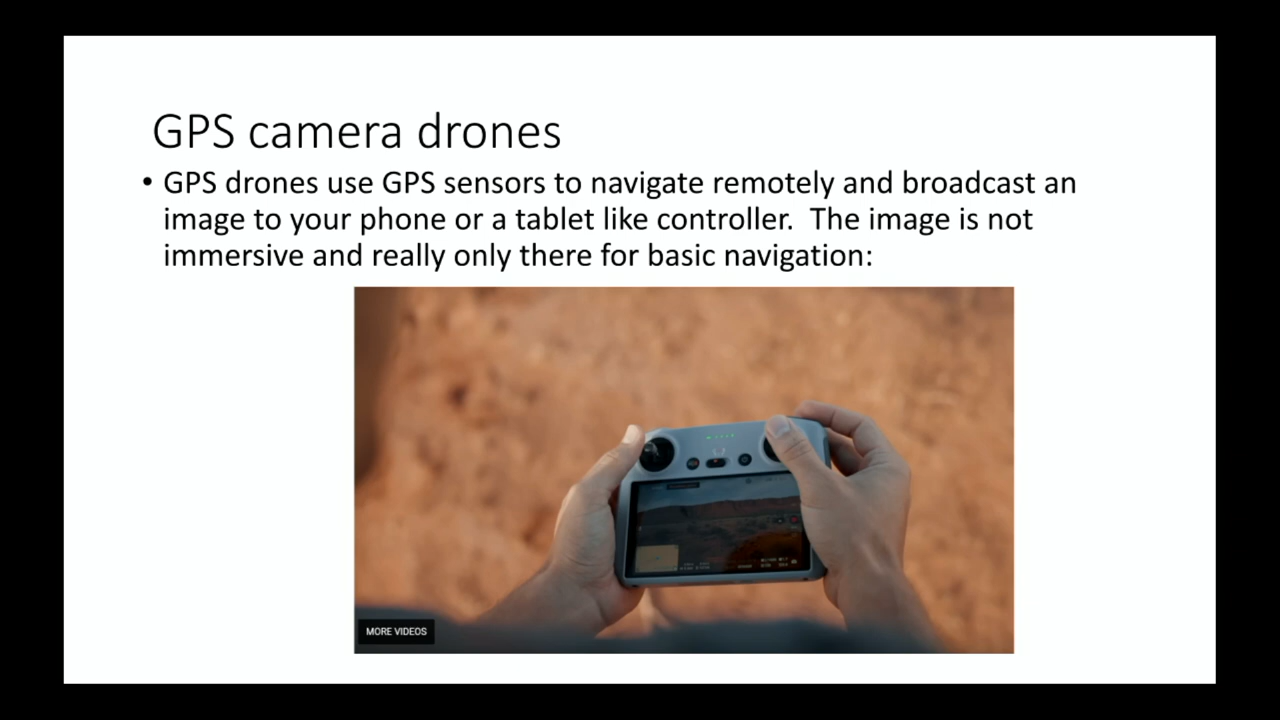 GPS camera drones
• GPS drones use GPS sensors to navigate remotely and broadcast an
image to your phone or a tablet like controller.  The image is not
immersive and really only there for basic navigation:
MORE VIDEOS